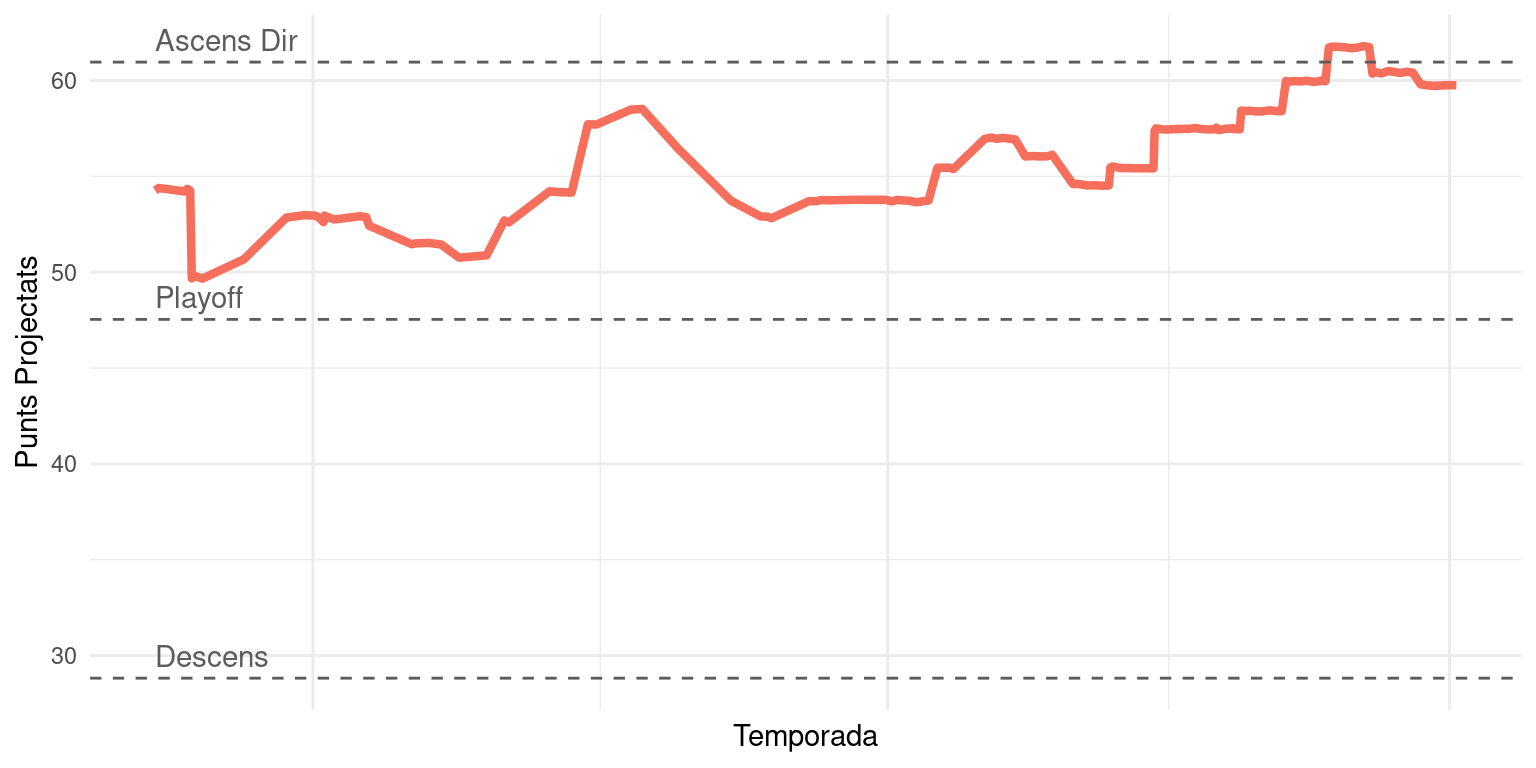 Ascens Dir
60
50
Playoff
40
30
Descens
Punts Projectats
Temporada